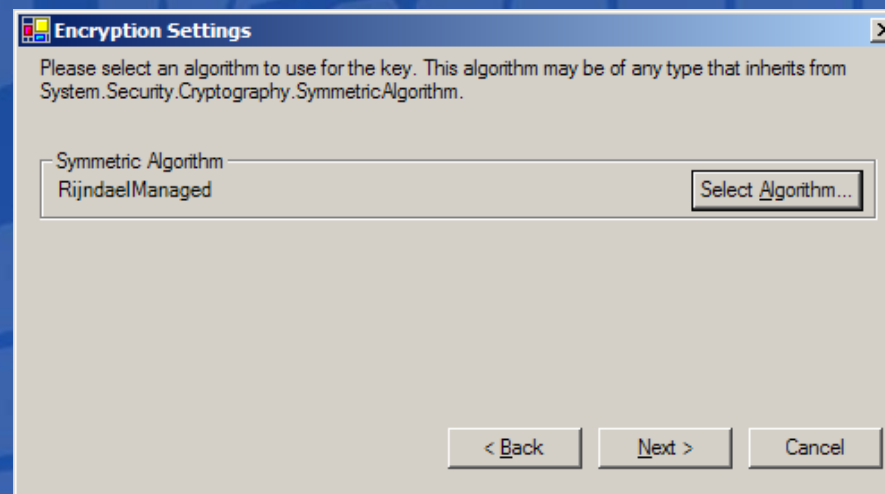 Encryption Settings
Please select an algorithm to use for the key. This algorithm may be of any type that inherits from
System.Security.Cryptography.SymmetricAlgorithm.
Symmetric Algorithm
RijndaelManaged
Select Algorithm...
< Back
Next >
Cancel